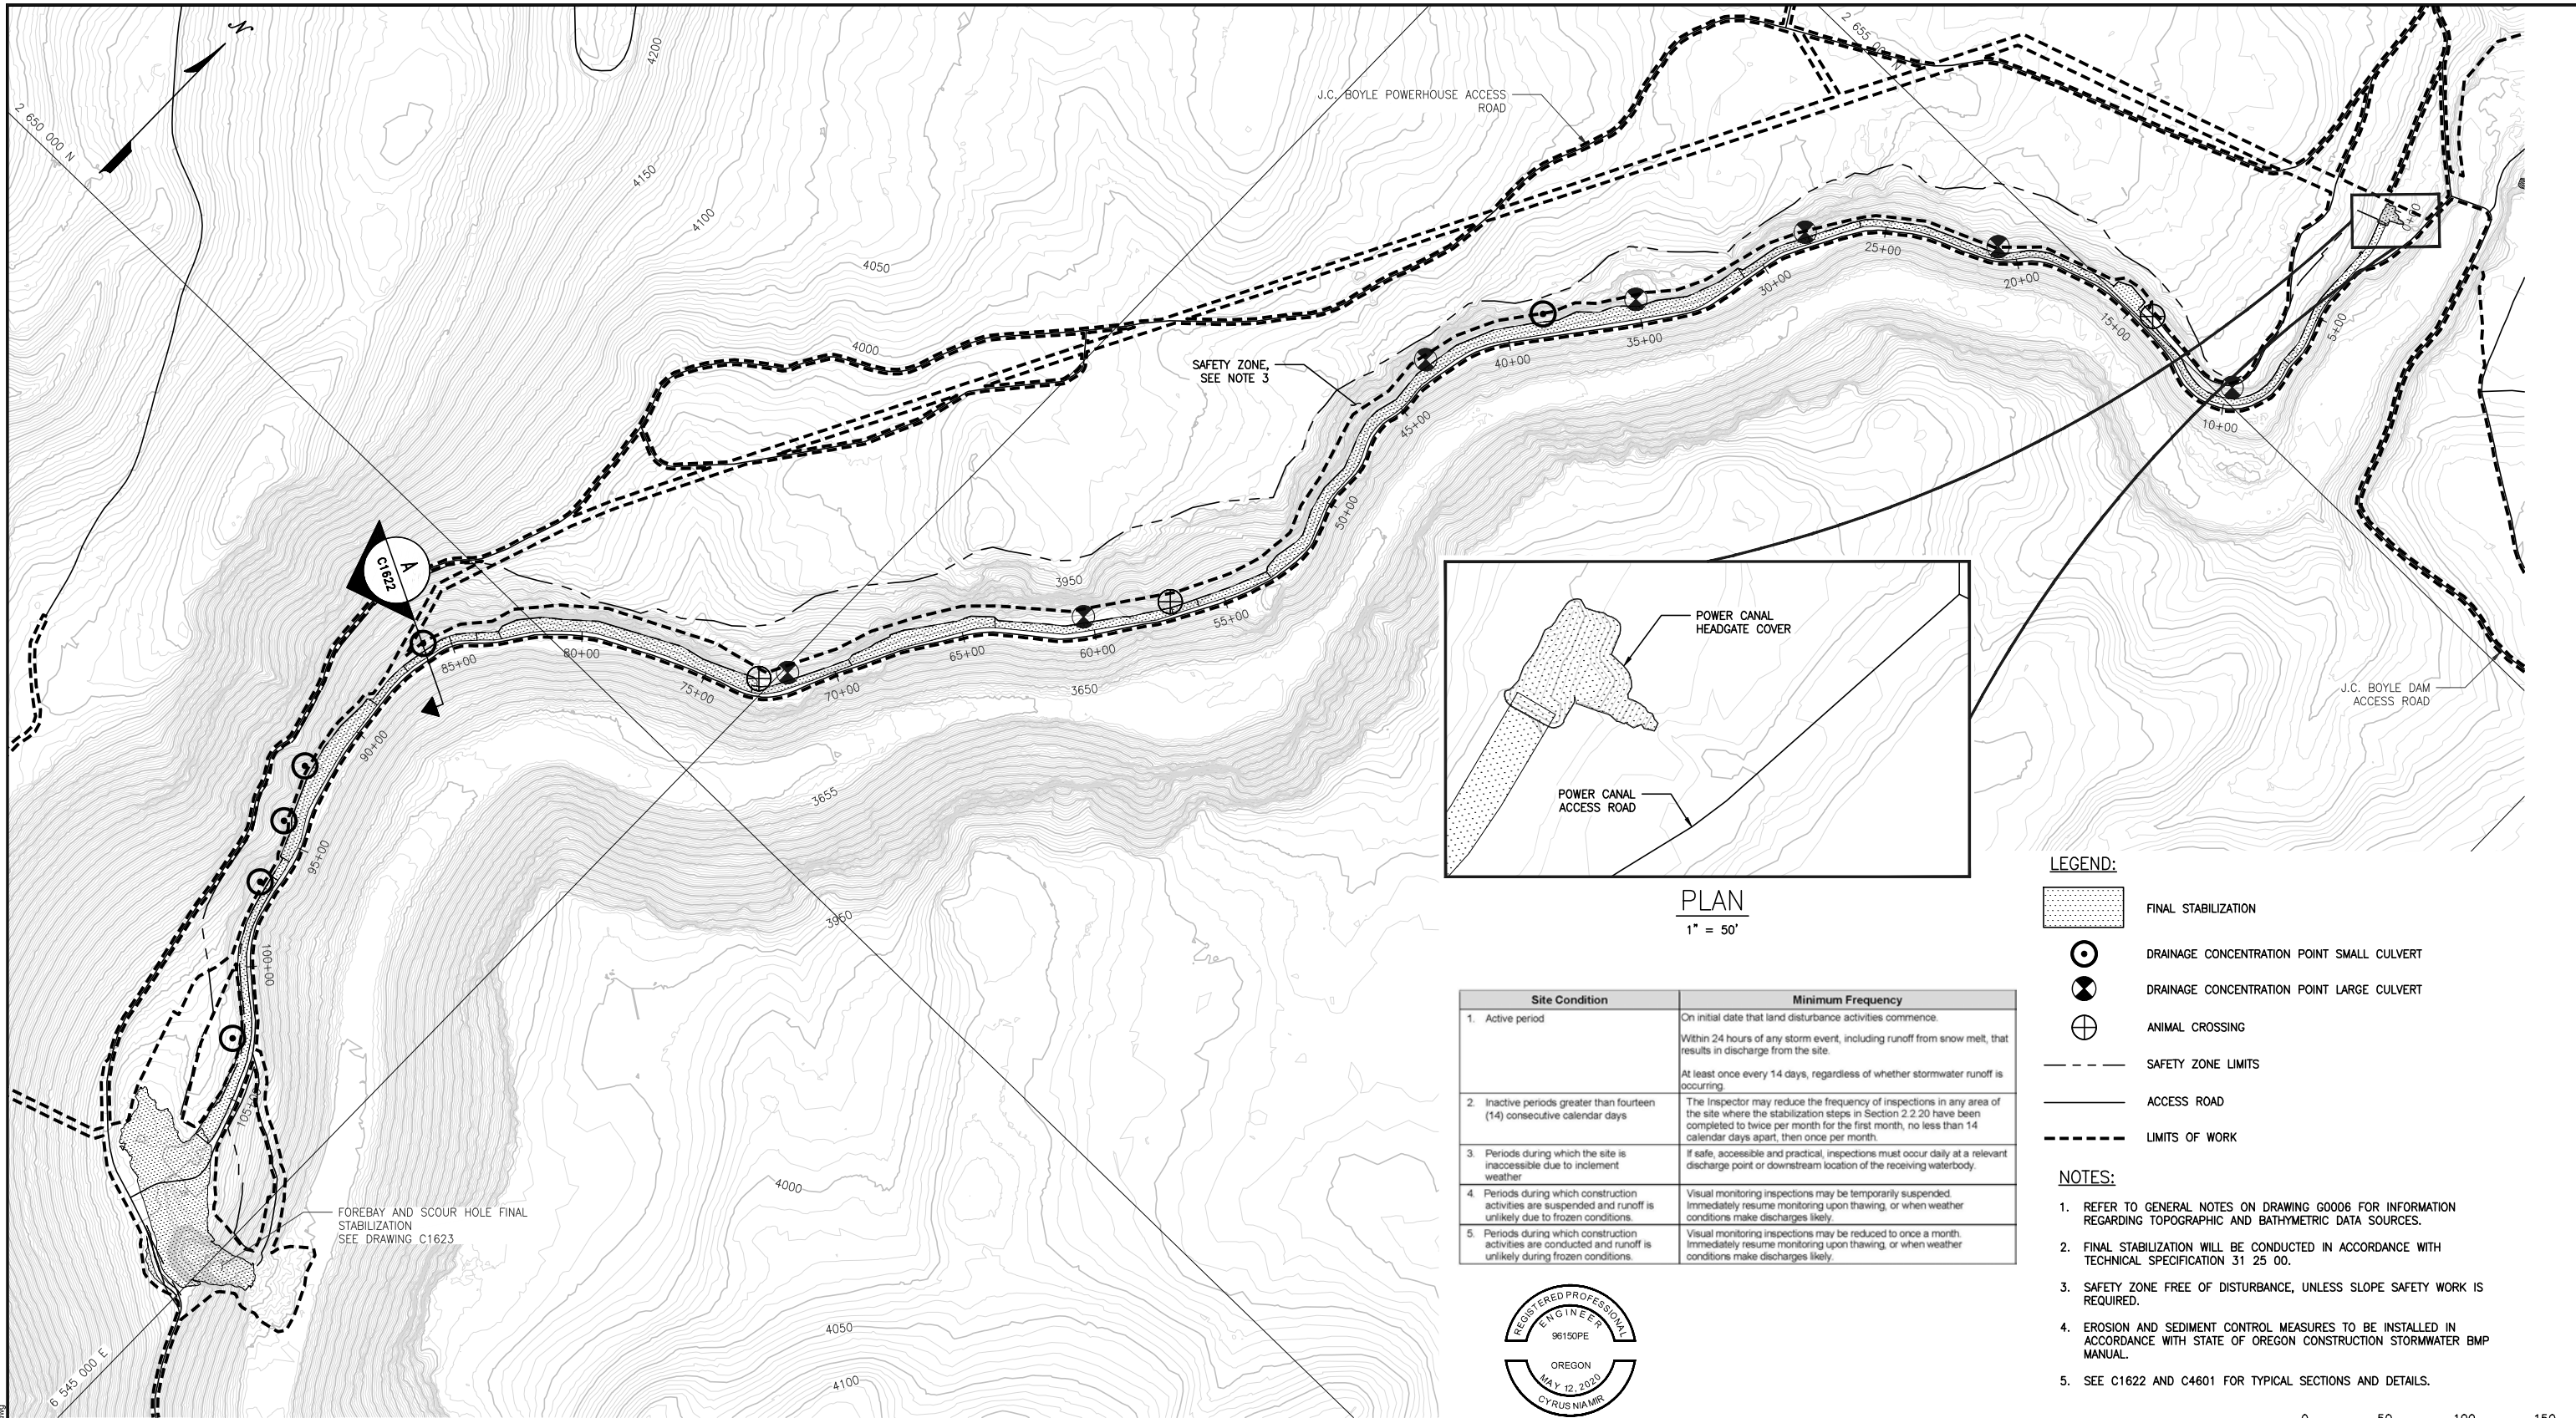 N
2 650 000 N
4200
4150
4100
4050
4000
J.C. BOYLE POWERHOUSE ACCESS
ROAD
2 655 000 N
0+00
5+00
10+00
15+00
20+00
25+00
30+00
35+00
40+00
45+00
50+00
55+00
60+00
65+00
70+00
75+00
80+00
85+00
90+00
95+00
100+00
SAFETY ZONE,
SEE NOTE 3
A
C1622
3950
3650
3655
3950
4000
4050
4100
J.C. BOYLE DAM
ACCESS ROAD
FOREBAY AND SCOUR HOLE FINAL
STABILIZATION
SEE DRAWING C1623
6 545 000 E
POWER CANAL
HEADGATE COVER
POWER CANAL
ACCESS ROAD
PLAN
1" = 50'
Site Condition Minimum Frequency
1. Active period
On initial date that land disturbance activities commence.
Within 24 hours of any storm event, including runoff from snow melt, that
results in discharge from the site.
At least once every 14 days, regardless of whether stormwater runoff is
occurring.
2. Inactive periods greater than fourteen
(14) consecutive calendar days
The Inspector may reduce the frequency of inspections in any area of
the site where the stabilization steps in Section 2.2.20 have been
completed to twice per month for the first month, no less than 14
calendar days apart, then once per month.
3. Periods during which the site is
inaccessible due to inclement
weather
If safe, accessible and practical, inspections must occur daily at a relevant
discharge point or downstream location of the receiving waterbody.
4. Periods during which construction
activities are suspended and runoff is
unlikely due to frozen conditions.
Visual monitoring inspections may be temporarily suspended.
Immediately resume monitoring upon thawing, or when weather
conditions make discharges likely.
5. Periods during which construction
activities are conducted and runoff is
unlikely during frozen conditions.
Visual monitoring inspections may be reduced to once a month.
Immediately resume monitoring upon thawing, or when weather
conditions make discharges likely.
REGISTERED PROFESSIONAL
ENGINEER
96150PE
OREGON
MAY 12, 2020
CYRUS NIAMIR
LEGEND:
FINAL STABILIZATION
DRAINAGE CONCENTRATION POINT SMALL CULVERT
DRAINAGE CONCENTRATION POINT LARGE CULVERT
ANIMAL CROSSING
SAFETY ZONE LIMITS
ACCESS ROAD
LIMITS OF WORK
NOTES:
1. REFER TO GENERAL NOTES ON DRAWING G0006 FOR INFORMATION
REGARDING TOPOGRAPHIC AND BATHYMETRIC DATA SOURCES.
2. FINAL STABILIZATION WILL BE CONDUCTED IN ACCORDANCE WITH
TECHNICAL SPECIFICATION 31 25 00.
3. SAFETY ZONE FREE OF DISTURBANCE, UNLESS SLOPE SAFETY WORK IS
REQUIRED.
4. EROSION AND SEDIMENT CONTROL MEASURES TO BE INSTALLED IN
ACCORDANCE WITH STATE OF OREGON CONSTRUCTION STORMWATER BMP
MANUAL.
5. SEE C1622 AND C4601 FOR TYPICAL SECTIONS AND DETAILS.